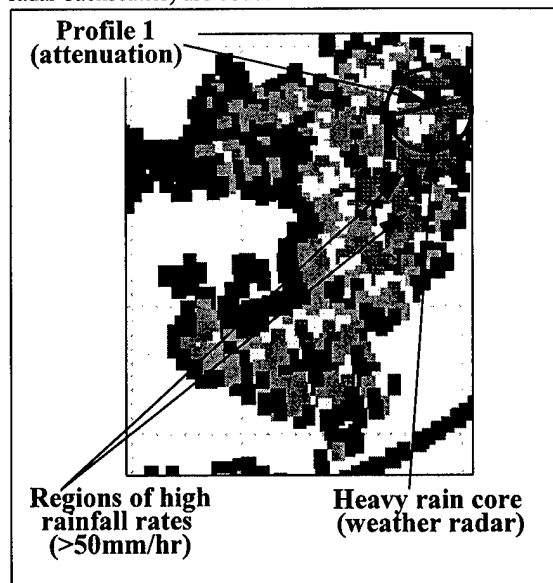 Profile 1
(attenuation)
Regions of high
rainfall rates
(>50mm/hr)
Heavy rain core
(weather radar)